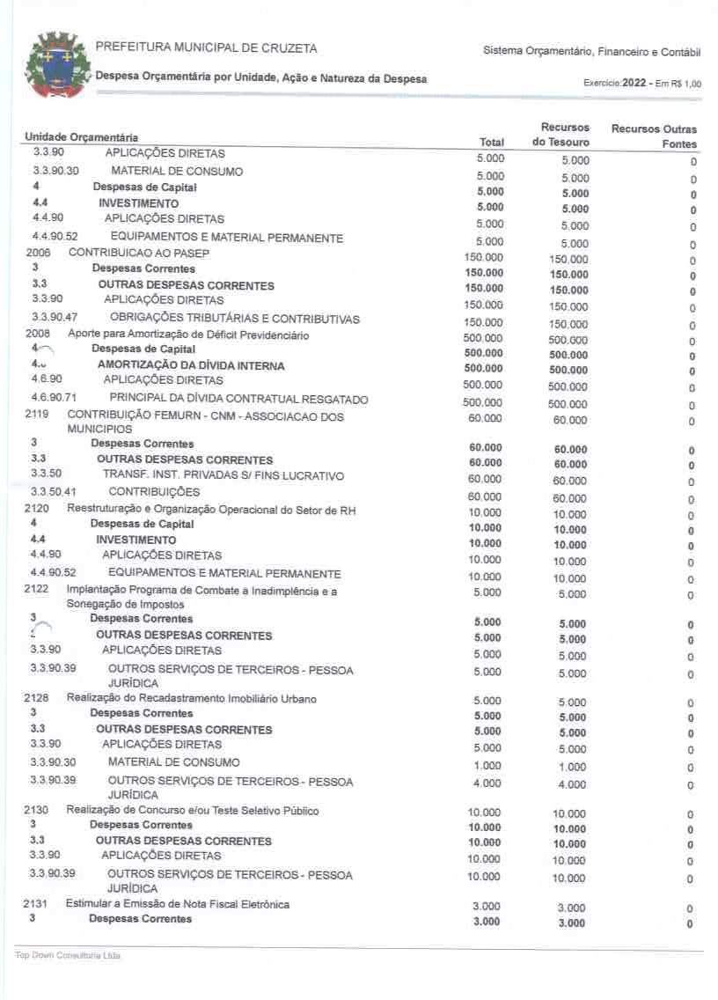 PREFEITURA MUNICIPAL DE CRUZETA
Sistema Orçamentário, Financeiro e Contábil
Despesa Orçamentária por Unidade, Ação e Natureza da Despesa
Exercício:2022 - Em R$ 1,00
Unidade Orçamentária Total Recursos do Tesouro Recursos Outras Fontes
3.3.90 APLICAÇÕES DIRETAS 5.000 5.000 0
3.3.90.30 MATERIAL DE CONSUMO 5.000 5.000 0
4 Despesas de Capital 5.000 5.000 0
4.4 INVESTIMENTO 5.000 5.000 0
4.4.90 APLICAÇÕES DIRETAS 5.000 5.000 0
4.4.90.52 EQUIPAMENTOS E MATERIAL PERMANENTE 5.000 5.000 0
2006 CONTRIBUICAO AO PASEP 150.000 150.000 0
3 Despesas Correntes 150.000 150.000 0
3.3 OUTRAS DESPESAS CORRENTES 150.000 150.000 0
3.3.90 APLICAÇÕES DIRETAS 150.000 150.000 0
3.3.90.47 OBRIGAÇÕES TRIBUTÁRIAS E CONTRIBUTIVAS 150.000 150.000 0
2008 Aporte para Amortização de Déficit Previdenciário 500.000 500.000 0
4 Despesas de Capital 500.000 500.000 0
4. AMORTIZAÇÃO DA DÍVIDA INTERNA 500.000 500.000 0
4.6.90 APLICAÇÕES DIRETAS 500.000 500.000 0
4.6.90.71 PRINCIPAL DA DÍVIDA CONTRATUAL RESGATADO 500.000 500.000 0
2119 CONTRIBUIÇÃO FEMURN - CNM - ASSOCIACAO DOS 60.000 60.000 0
MUNICIPIOS
3 Despesas Correntes 60.000 60.000 0
3.3 OUTRAS DESPESAS CORRENTES 60.000 60.000 0
3.3.50 TRANSF. INST. PRIVADAS S/ FINS LUCRATIVO 60.000 60.000 0
3.3.50.41 CONTRIBUIÇÕES 60.000 60.000 0
2120 Reestruturação e Organização Operacional do Setor de RH 10.000 10.000 0
4 Despesas de Capital 10.000 10.000 0
4.4 INVESTIMENTO 10.000 10.000 0
4.4.90 APLICAÇÕES DIRETAS 10.000 10.000 0
4.4.90.52 EQUIPAMENTOS E MATERIAL PERMANENTE 10.000 10.000 0
2122 Implantação Programa de Combate a Inadimplência e a 5.000 5.000 0
Sonegação de Impostos
3 Despesas Correntes 5.000 5.000 0
OUTRAS DESPESAS CORRENTES 5.000 5.000 0
3.3.90 APLICAÇÕES DIRETAS 5.000 5.000 0
3.3.90.39 OUTROS SERVIÇOS DE TERCEIROS - PESSOA 5.000 5.000 0
JURÍDICA
2128 Realização do Recadastramento Imobiliário Urbano 5.000 5.000 0
3 Despesas Correntes 5.000 5.000 0
3.3 OUTRAS DESPESAS CORRENTES 5.000 5.000 0
3.3.90 APLICAÇÕES DIRETAS 5.000 5.000 0
3.3.90.30 MATERIAL DE CONSUMO 1.000 1.000 0
3.3.90.39 OUTROS SERVIÇOS DE TERCEIROS - PESSOA 4.000 4.000 0
JURÍDICA
2130 Realização de Concurso e/ou Teste Seletivo Público 10.000 10.000 0
3 Despesas Correntes 10.000 10.000 0
3.3 OUTRAS DESPESAS CORRENTES 10.000 10.000 0
3.3.90 APLICAÇÕES DIRETAS 10.000 10.000 0
3.3.90.39 OUTROS SERVIÇOS DE TERCEIROS - PESSOA 10.000 10.000 0
JURÍDICA
2131 Estimular a Emissão de Nota Fiscal Eletrônica 3.000 3.000 0
3 Despesas Correntes 3.000 3.000 0
Top Down Consultoria Ltda